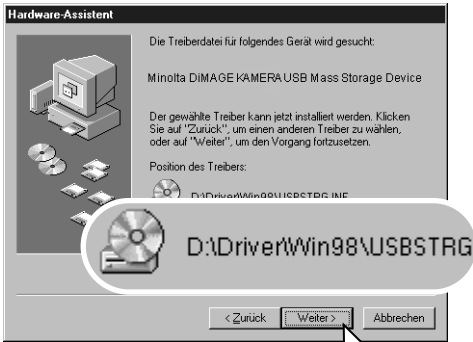 Hardware-Assistent
Die Treiberdatei für folgendes Gerät wird gesucht:
Minolta DiMAGE KAMERA USB Mass Storage Device
Der gewählte Treiber kann jetzt installiert werden. Klicken
Sie auf "Zurück", um einen anderen Treiber zu wählen,
oder auf "Weiter", um den Vorgang fortzusetzen.
Position des Treibers:
D:\Driver\Win98\USBSTRG.INF
D:\Driver\Win98\USBSTRG
< Zurück
Weiter >
Abbrechen